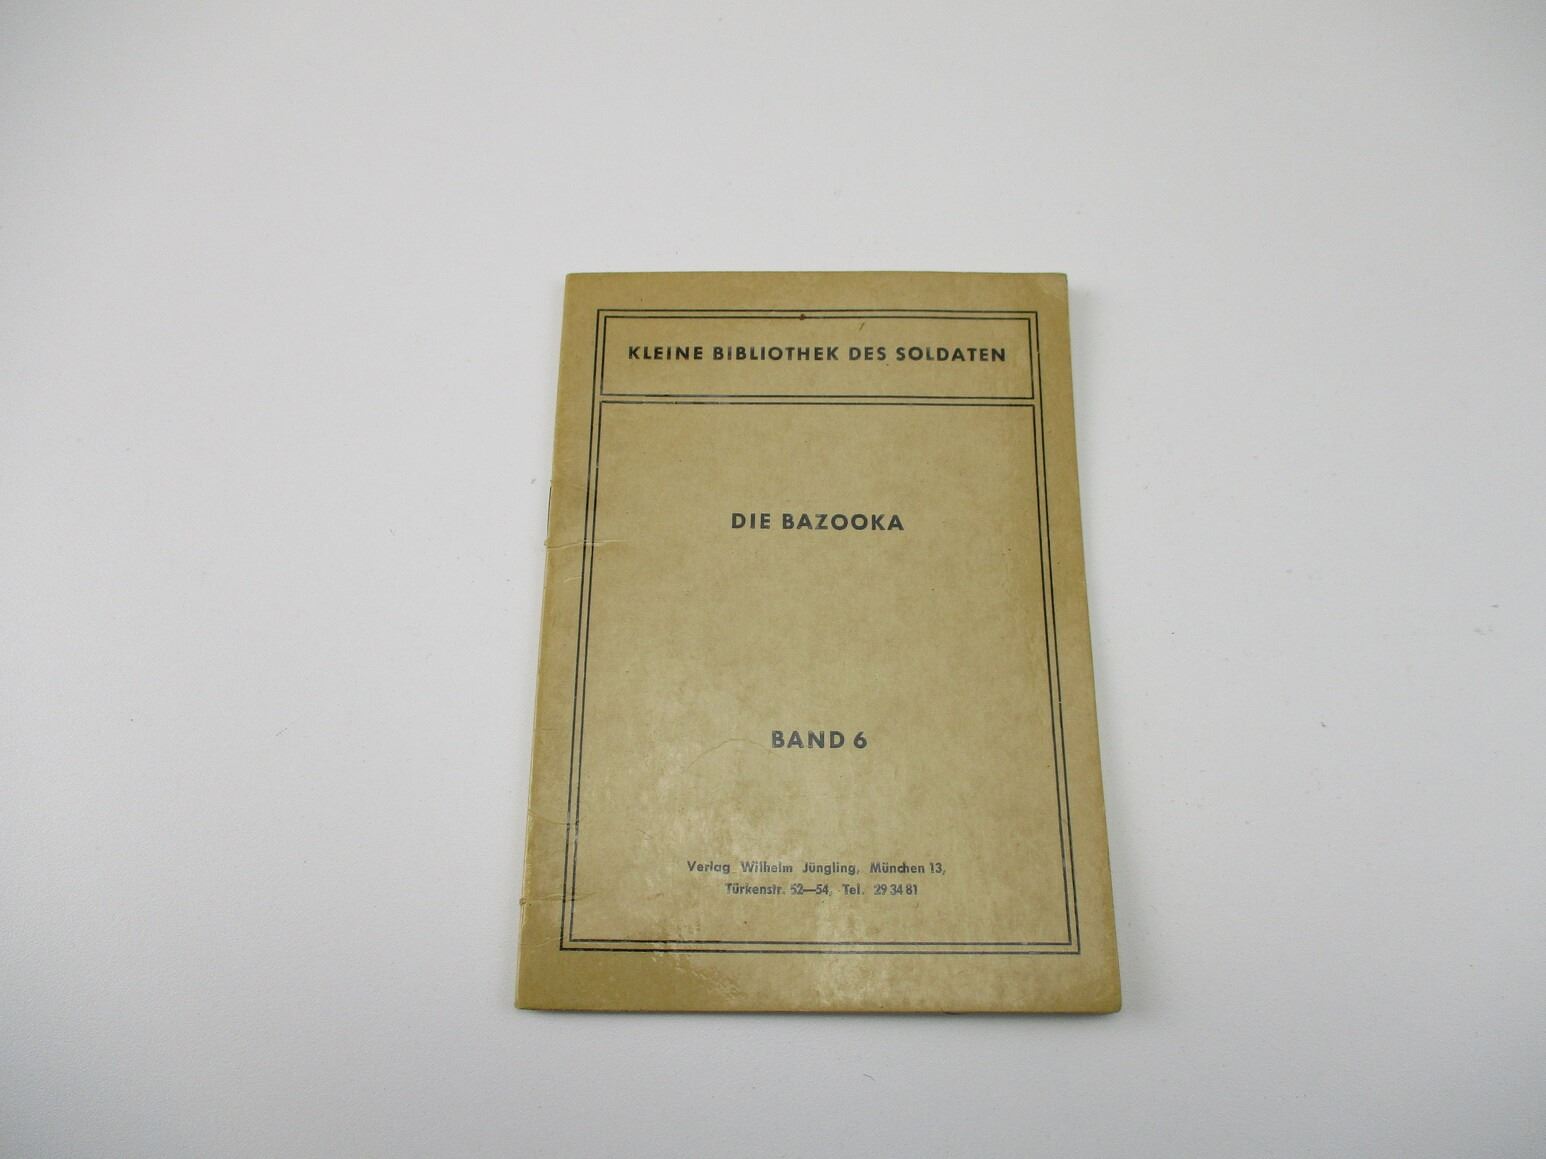 KLEINE BIBLIOTHEK DES SOLDATEN
DIE BAZOOKA
BAND 6
Verlag Wilhelm Jüngling, München 13,
Türkenstr. 52—54, Tel. 29 34 81